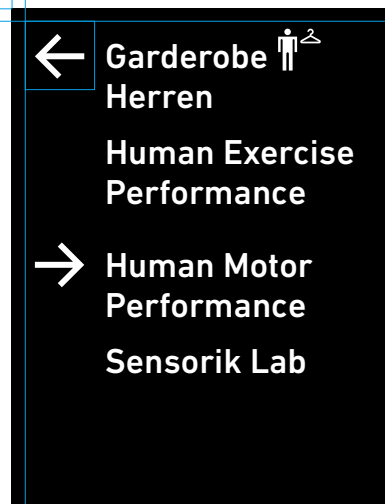 Garderobe
Herren
Human Exercise
Performance
Human Motor
Performance
Sensorik Lab